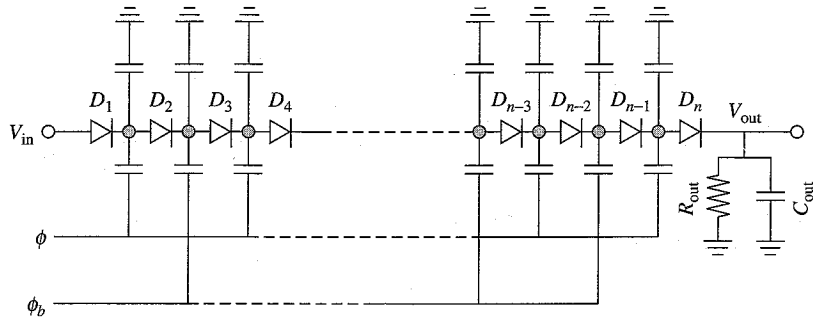 D1 D2 D3 D4 Dn−3 Dn−2 Dn−1 Dn Vout
Vin
Rout Cout
ϕ
ϕb